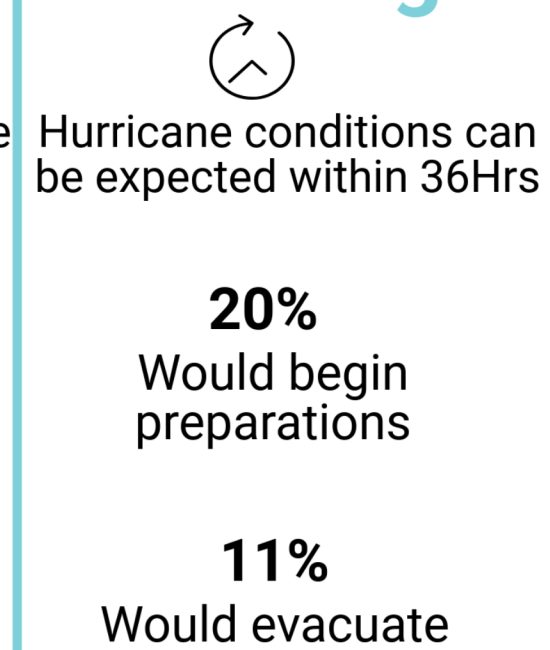 Hurricane conditions can
be expected within 36Hrs
20%
Would begin
preparations
11%
Would evacuate